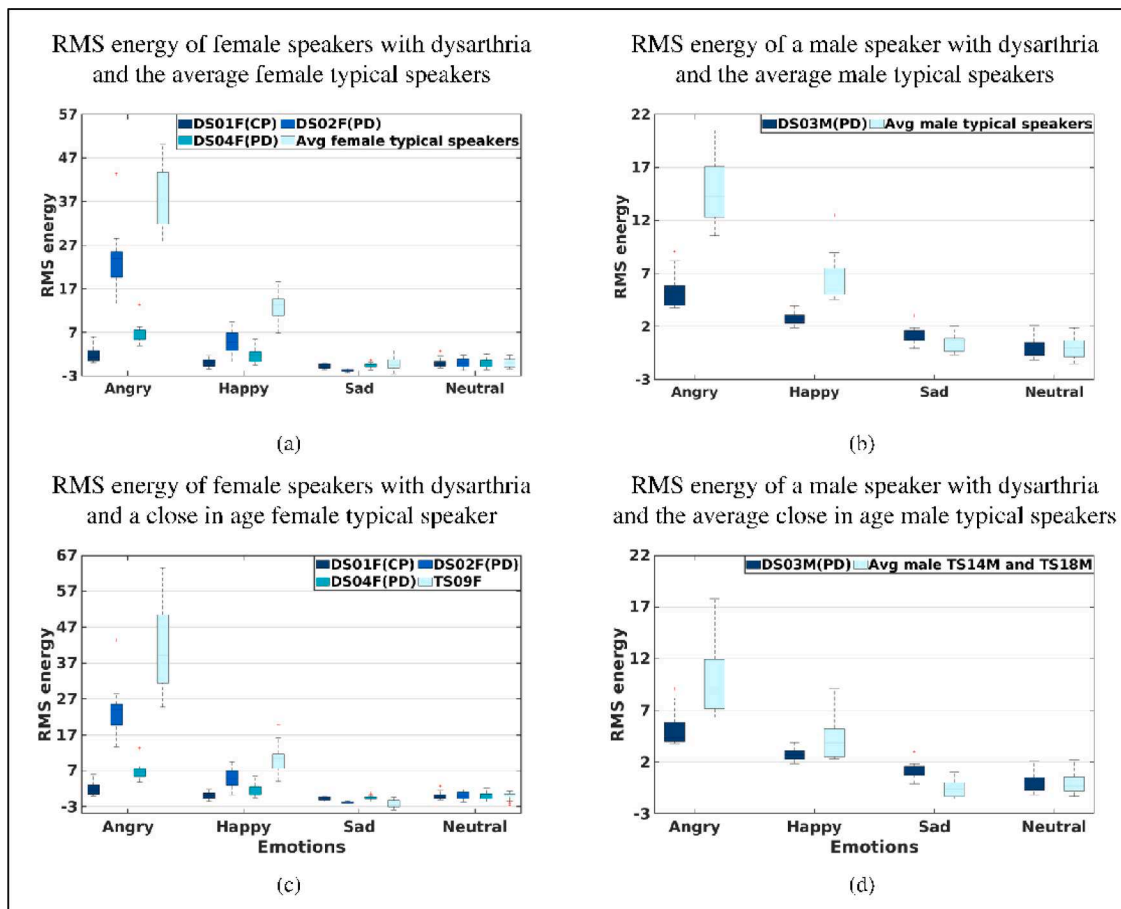 RMS energy of female speakers with dysarthria
and the average female typical speakers
DS01F(CP) DS02F(PD)
DS04F(PD) Avg female typical speakers
57
47
37
27
17
7
-3
RMS energy
Angry Happy Sad Neutral
(a)
RMS energy of a male speaker with dysarthria
and the average male typical speakers
DS03M(PD) Avg male typical speakers
22
17
12
7
2
-3
RMS energy
Angry Happy Sad Neutral
(b)
RMS energy of female speakers with dysarthria
and a close in age female typical speaker
DS01F(CP) DS02F(PD)
DS04F(PD) TS09F
67
57
47
37
27
17
7
-3
RMS energy
Angry Happy Sad Neutral
Emotions
(c)
RMS energy of a male speaker with dysarthria
and the average close in age male typical speakers
DS03M(PD) Avg male TS14M and TS18M
22
17
12
7
2
-3
RMS energy
Angry Happy Sad Neutral
Emotions
(d)